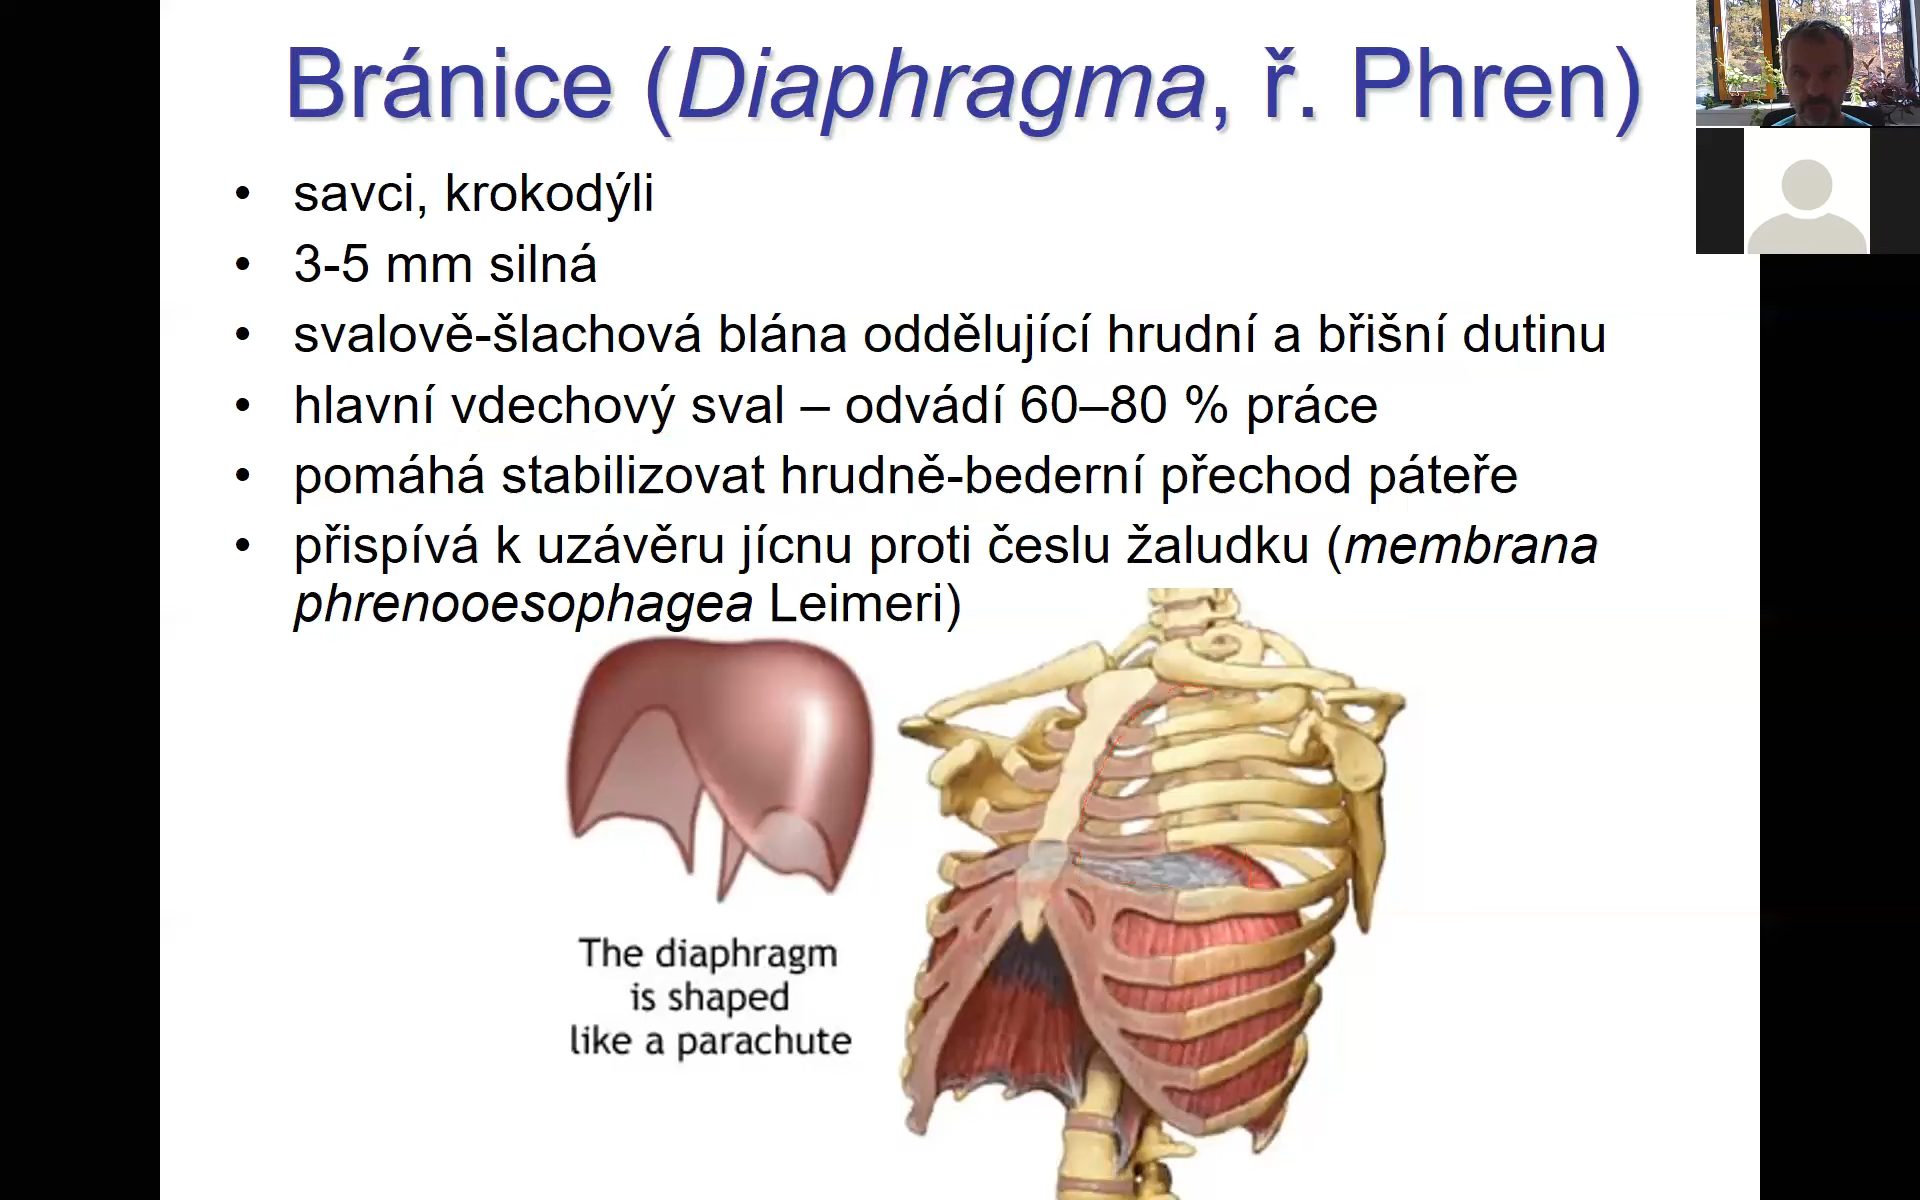 Bránice (Diaphragma, ř. Phren)
• savci, krokodýli
• 3-5 mm silná
• svalově-šlachová blána oddělující hrudní a břišní dutinu
• hlavní vdechový sval – odvádí 60–80 % práce
• pomáhá stabilizovat hrudně-bederní přechod páteře
• přispívá k uzávěru jícnu proti česlu žaludku (membrana
phrenooesophagea Leimeri)
The diaphragm
is shaped
like a parachute